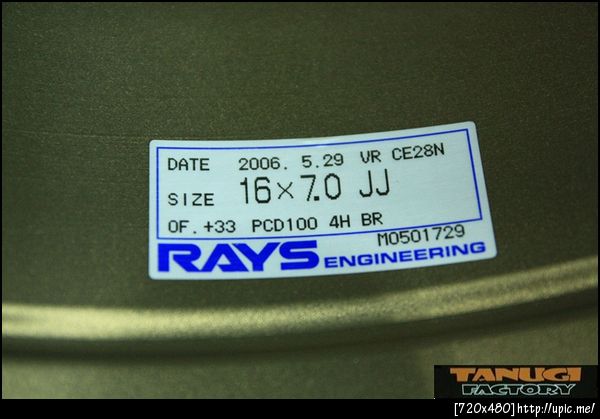 DATE 2006. 5.29 VR CE28N
SIZE 16×7.0 JJ
OF.+33 PCD100 4H BR
M0501729
RAYS ENGINEERING
TANUGI
FACTORY
[720x480]http://upic.me/